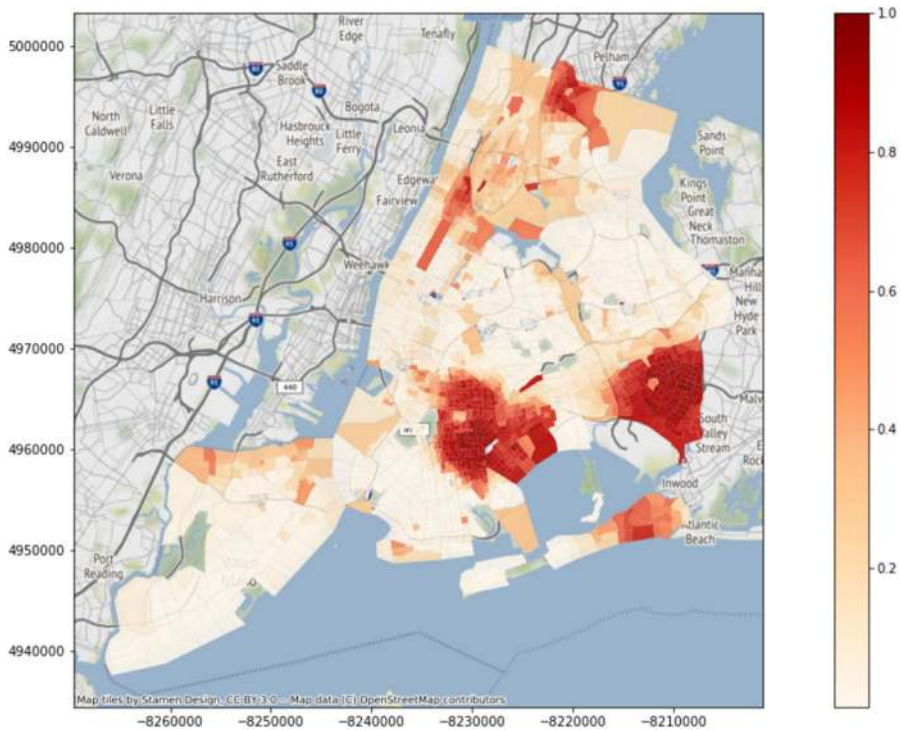 5000000
4990000
4980000
4970000
4960000
4950000
4940000
−8260000
−8250000
−8240000
−8230000
−8220000
−8210000
1.0
0.8
0.6
0.4
0.2
River
Edge
Tenafly
Saddle
Brook
Pelham
North
Caldwell
Little
Falls
Bogota
Hasbrouck
Heights
Little
Ferry
Leonia
Sands
Point
Verona
East
Rutherford
Edgewa
Fairview
Kings
Point
Great
Neck
Thomaston
Weehawk
Manha
Hill
New
Hyde
Park
Harrison
440
Malv
South
Valley
Stream
Inwood
Atlantic
Beach
Port
Reading
95
Map tiles by Stamen Design, CC BY 3.0 -- Map data (C) OpenStreetMap contributors